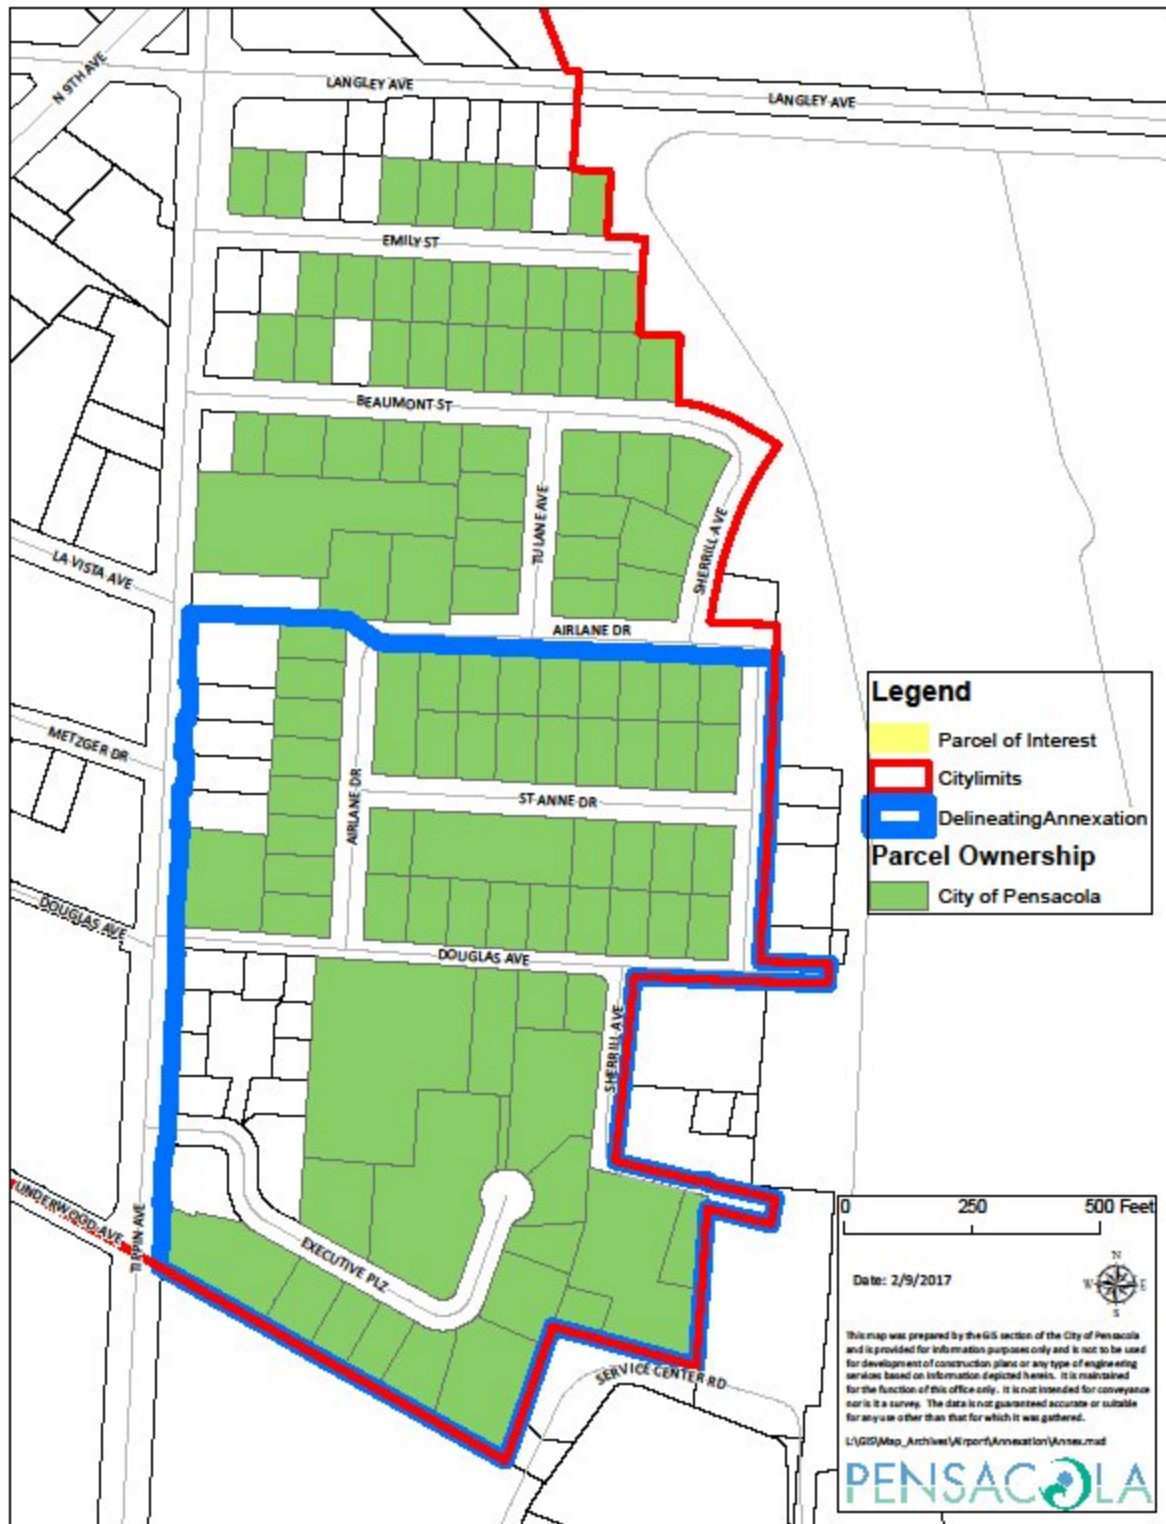 N 9TH AVE
LANGLEY AVE
LANGLEY AVE
EMILY ST
BEAUMONT ST
TULANE AVE
SHERRILL AVE
LA VISTA AVE
AIRLANE DR
METZGER DR
AIRLANE DR
ST ANNE DR
DOUGLAS AVE
DOUGLAS AVE
SHERRILL AVE
UNDERWOOD AVE
TIPPIN AVE
EXECUTIVE PLZ
SERVICE CENTER RD
Legend
Parcel of Interest
Citylimits
DelineatingAnnexation
Parcel Ownership
City of Pensacola
0 250 500 Feet
N
W E
S
Date: 2/9/2017
This map was prepared by the GIS section of the City of Pensacola
and is provided for information purposes only and is not to be used
for development of construction plans or any type of engineering
services based on information depicted herein. It is maintained
for the function of this office only. It is not intended for conveyance
nor is it a survey. The data is not guaranteed accurate or suitable
for any use other than that for which it was gathered.
L:\GIS\Map_Archives\Airport\Annexation\Annex.mxd
PENSACOLA